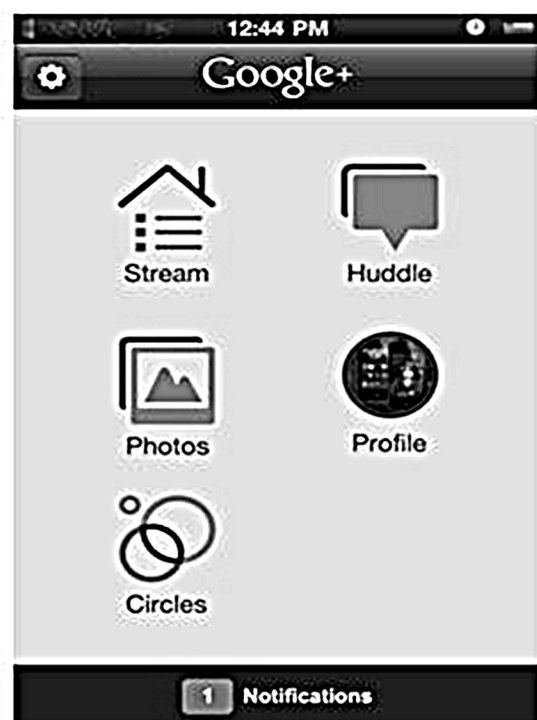 12:44 PM
Google+
Stream
Huddle
Photos
Profile
Circles
1 Notifications